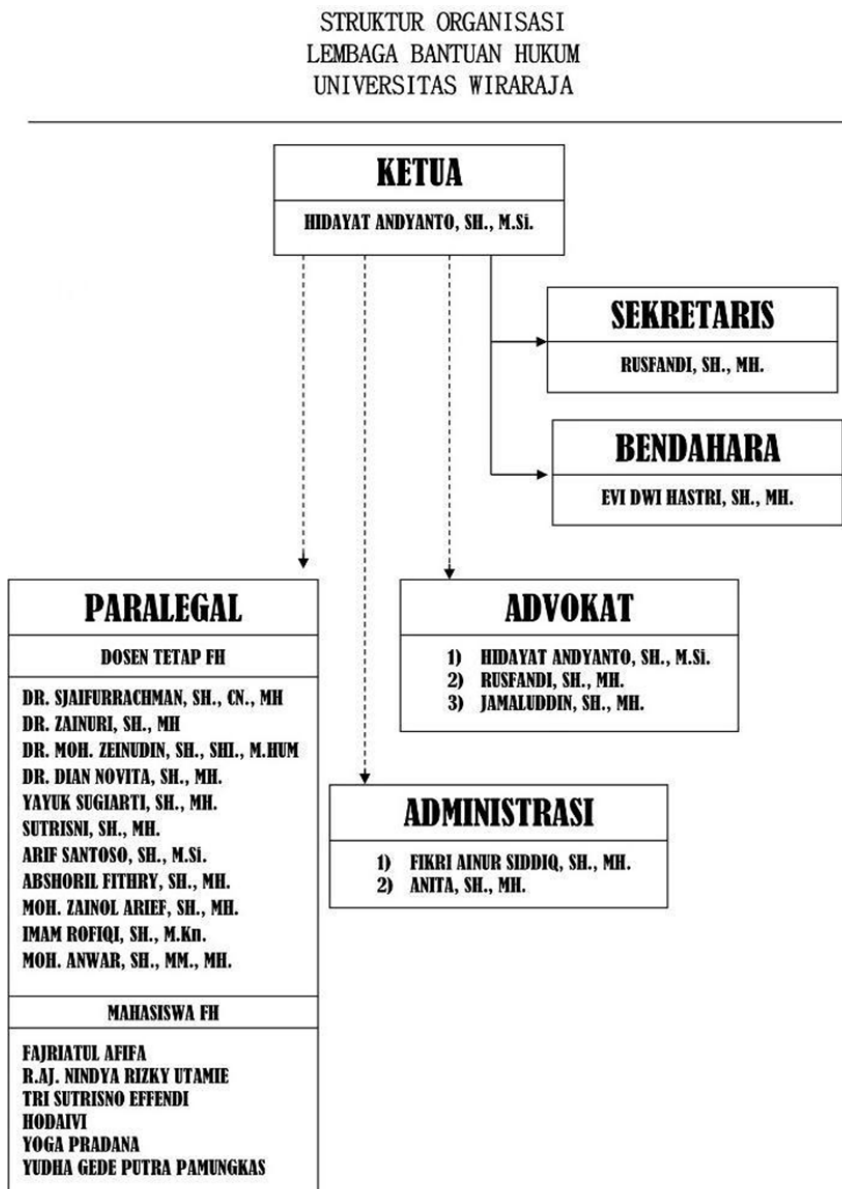 STRUKTUR ORGANISASI
LEMBAGA BANTUAN HUKUM
UNIVERSITAS WIRARAJA
KETUA
HIDAYAT ANDYANTO, SH., M.Si.
SEKRETARIS
RUSFANDI, SH., MH.
BENDAHARA
EVI DWI HASTRI, SH., MH.
PARALEGAL
DOSEN TETAP FH
DR. SJAIFURRACHMAN, SH., CN., MH
DR. ZAINURI, SH., MH
DR. MOH. ZEINUDIN, SH., SHI., M.HUM
DR. DIAN NOVITA, SH., MH.
YAYUK SUGIARTI, SH., MH.
SUTRISNI, SH., MH.
ARIF SANTOSO, SH., M.Si.
ABSHORIL FITHRY, SH., MH.
MOH. ZAINOL ARIEF, SH., MH.
IMAM ROFIQI, SH., M.Kn.
MOH. ANWAR, SH., MM., MH.
MAHASISWA FH
FAJRIATUL AFIFA
R.AJ. NINDYA RIZKY UTAMIE
TRI SUTRISNO EFFENDI
HODAIVI
YOGA PRADANA
YUDHA GEDE PUTRA PAMUNGKAS
ADVOKAT
1) HIDAYAT ANDYANTO, SH., M.Si.
2) RUSFANDI, SH., MH.
3) JAMALUDDIN, SH., MH.
ADMINISTRASI
1) FIKRI AINUR SIDDIQ, SH., MH.
2) ANITA, SH., MH.